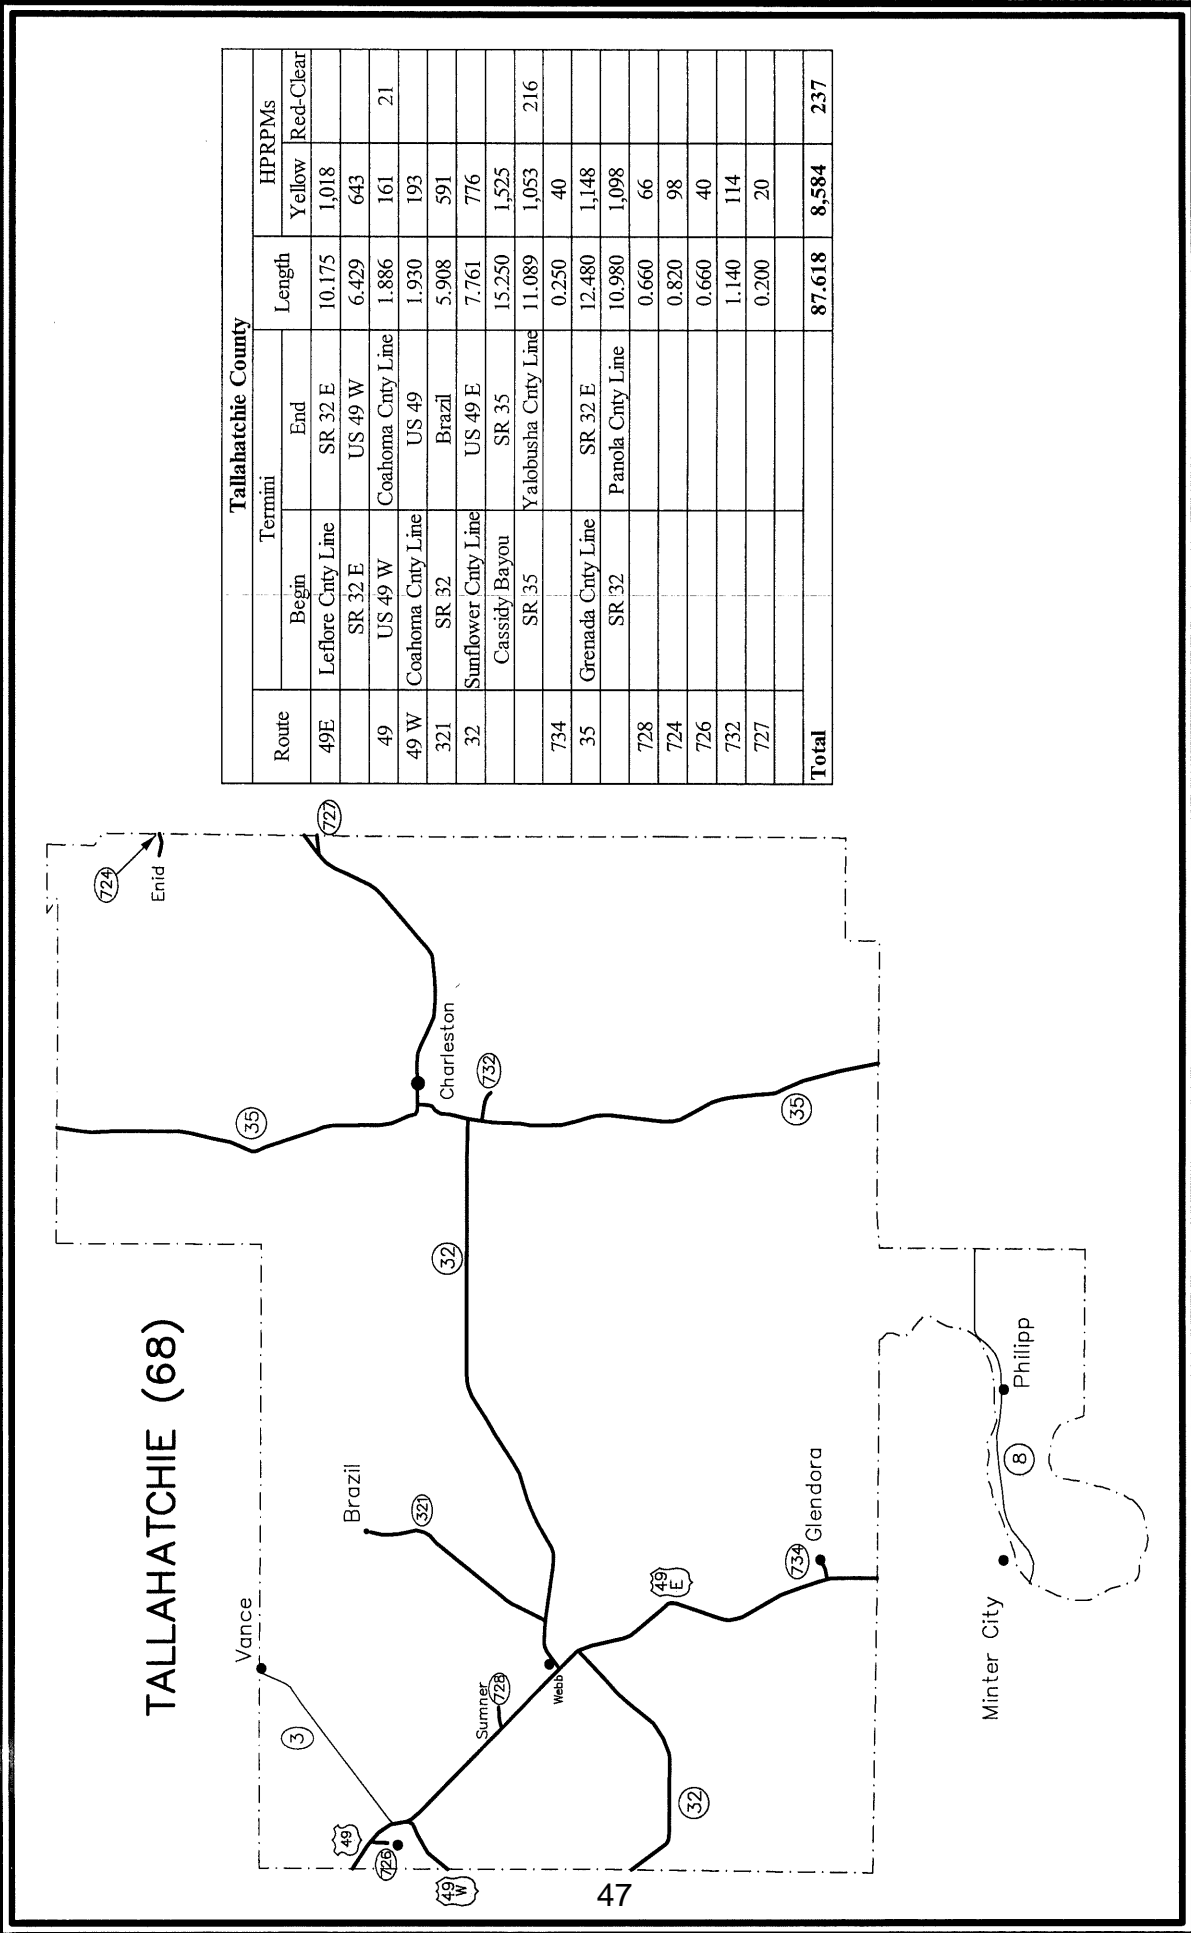 TALLAHATCHIE (68)
Vance
3
49
726
49 W
Sumner
728
Webb
Brazil
321
32
32
49 E
734
Glendora
Minter City
8
Philipp
35
35
732
Charleston
724
Enid
727
Tallahatchie County
Route Termini Length HPRPMs
Begin End Yellow Red-Clear
49E Leflore Cnty Line SR 32 E 10.175 1,018
SR 32 E US 49 W 6.429 643
49 US 49 W Coahoma Cnty Line 1.886 161 21
49 W Coahoma Cnty Line US 49 1.930 193
321 SR 32 Brazil 5.908 591
32 Sunflower Cnty Line US 49 E 7.761 776
Cassidy Bayou SR 35 15.250 1,525
SR 35 Yalobusha Cnty Line 11.089 1,053 216
734 0.250 40
35 Grenada Cnty Line SR 32 E 12.480 1,148
SR 32 Panola Cnty Line 10.980 1,098
728 0.660 66
724 0.820 98
726 0.660 40
732 1.140 114
727 0.200 20
Total 87.618 8,584 237
47